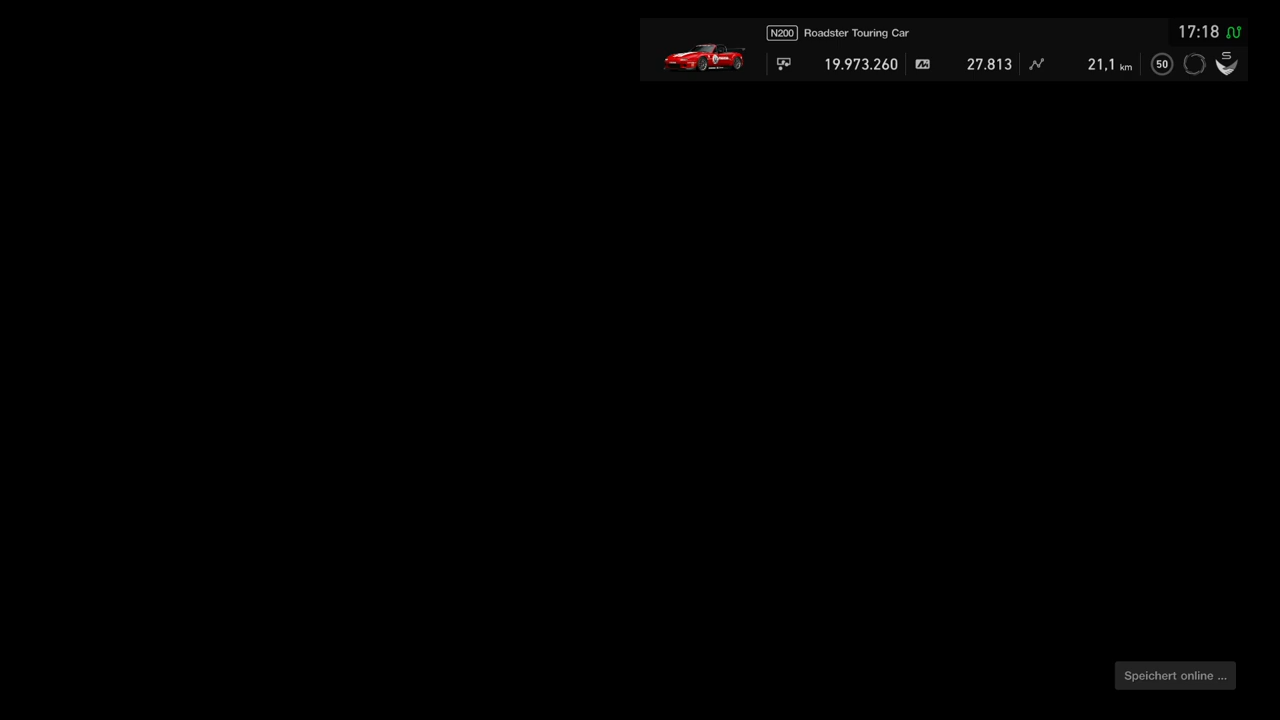 N200 Roadster Touring Car
17:18
19.973.260
27.813
21,1 km
50
S
Speichert online ...